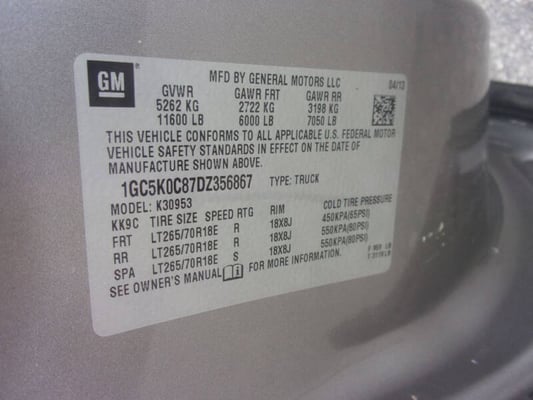 GM
MFD BY GENERAL MOTORS LLC 04/13
GVWR GAWR FRT GAWR RR
5262 KG 2722 KG 3198 KG
11600 LB 6000 LB 7050 LB
THIS VEHICLE CONFORMS TO ALL APPLICABLE U.S. FEDERAL MOTOR
VEHICLE SAFETY STANDARDS IN EFFECT ON THE DATE OF
MANUFACTURE SHOWN ABOVE.
1GC5K0C87DZ356867 TYPE: TRUCK
MODEL: K30953
KK9C TIRE SIZE SPEED RTG RIM COLD TIRE PRESSURE
FRT LT265/70R18E R 18X8J 450KPA(65PSI)
RR LT265/70R18E R 18X8J 550KPA(80PSI)
SPA LT265/70R18E S 18X8J 550KPA(80PSI)
SEE OWNER'S MANUAL FOR MORE INFORMATION.